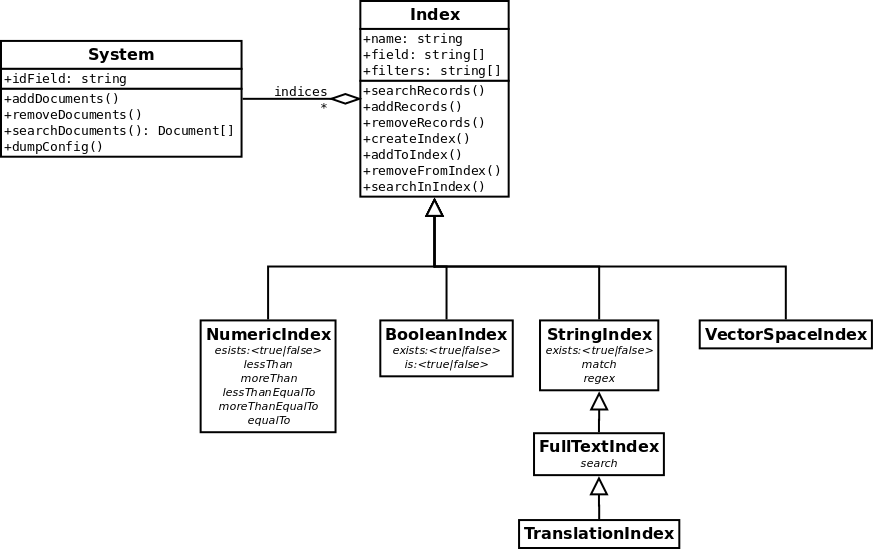 Index
+name: string
+field: string[]
+filters: string[]
+searchRecords()
+addRecords()
+removeRecords()
+createIndex()
+addToIndex()
+removeFromIndex()
+searchInIndex()
System
+idField: string
+addDocuments()
+removeDocuments()
+searchDocuments(): Document[]
+dumpConfig()
indices
*
NumericIndex
esists:<true|false>
lessThan
moreThan
lessThanEqualTo
moreThanEqualTo
equalTo
BooleanIndex
exists:<true|false>
is:<true|false>
StringIndex
exists:<true|false>
match
regex
VectorSpaceIndex
FullTextIndex
search
TranslationIndex